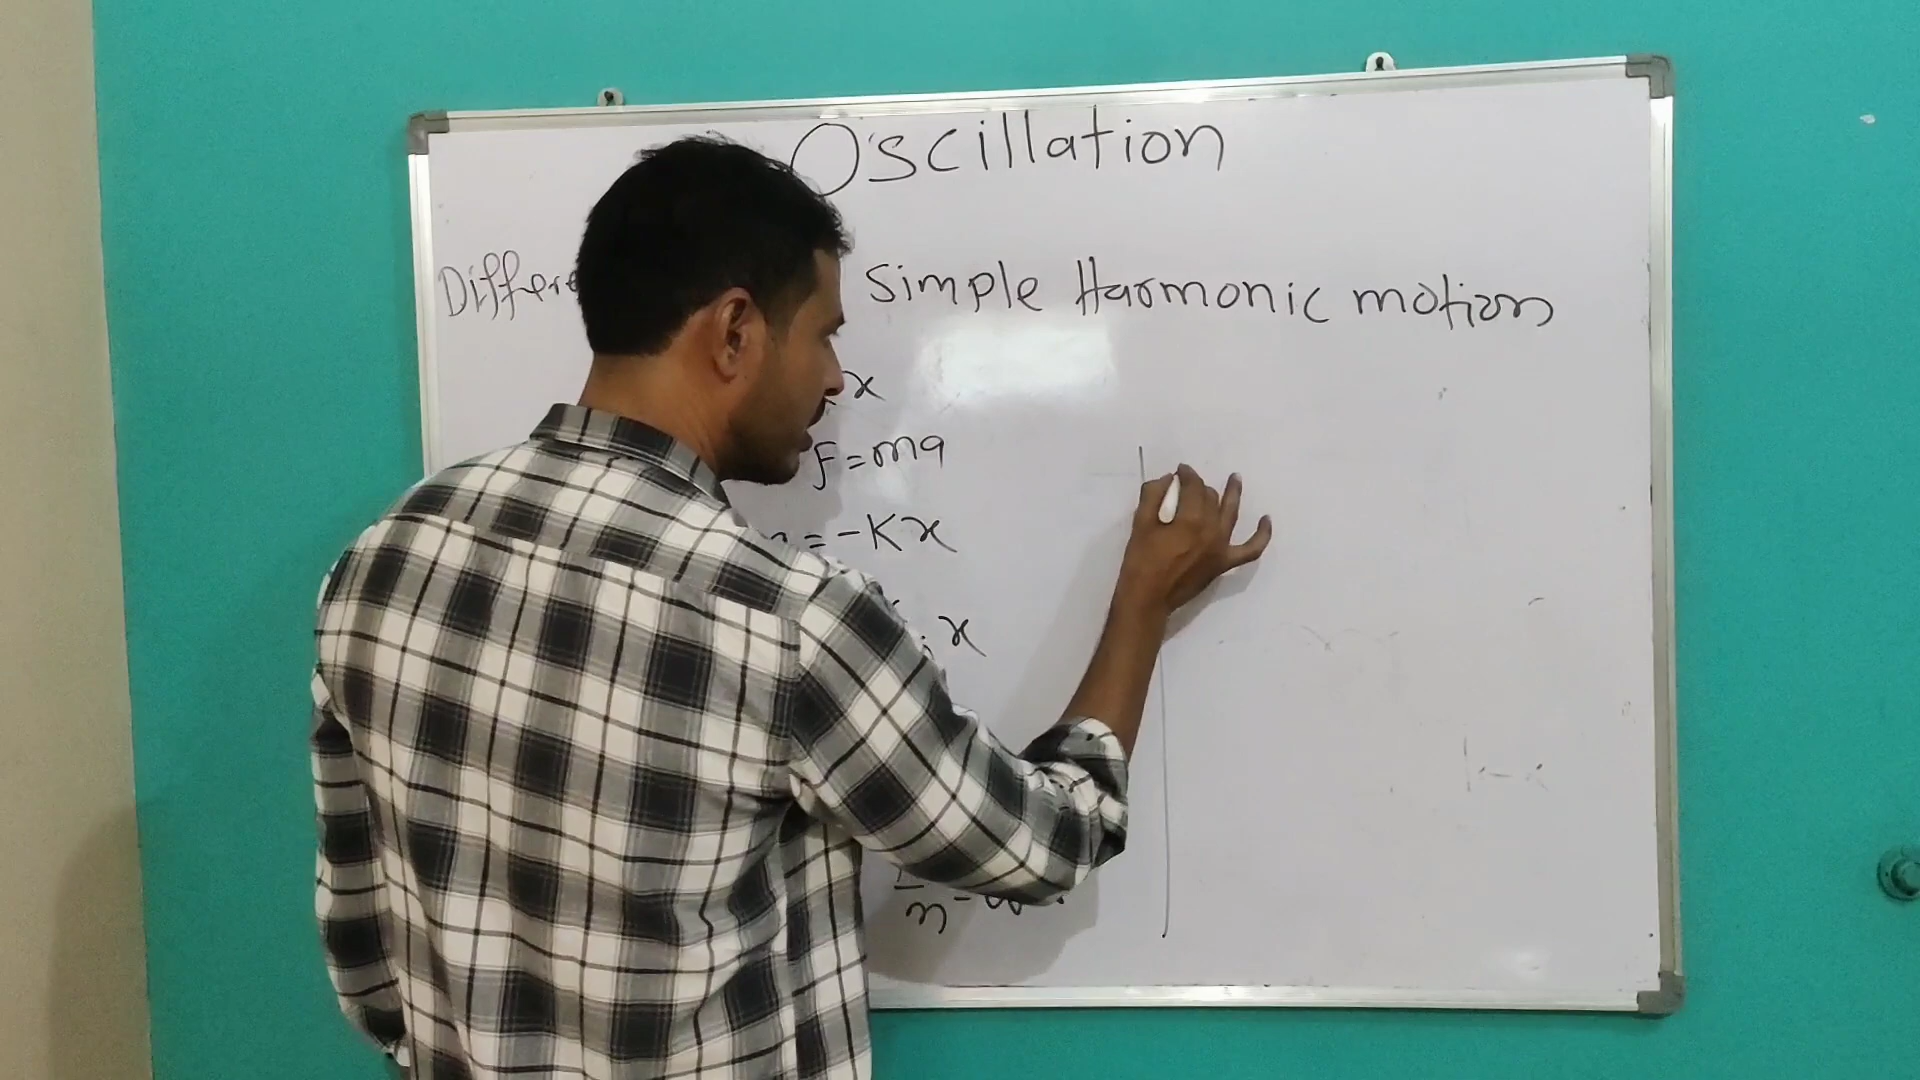 Oscillation
Differe Simple Harmonic motion
x
F=ma
=-Kx
x